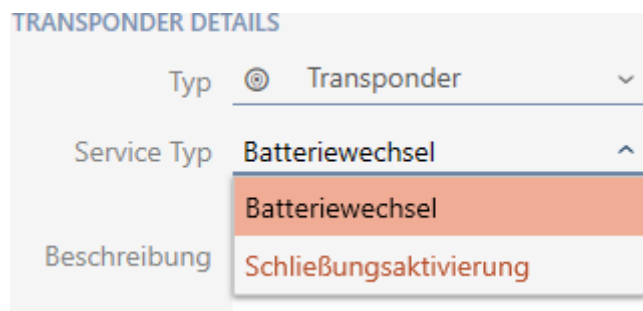 TRANSPONDER DETAILS
Typ Transponder
Service Typ Batteriewechsel
Batteriewechsel
Beschreibung Schließungsaktivierung